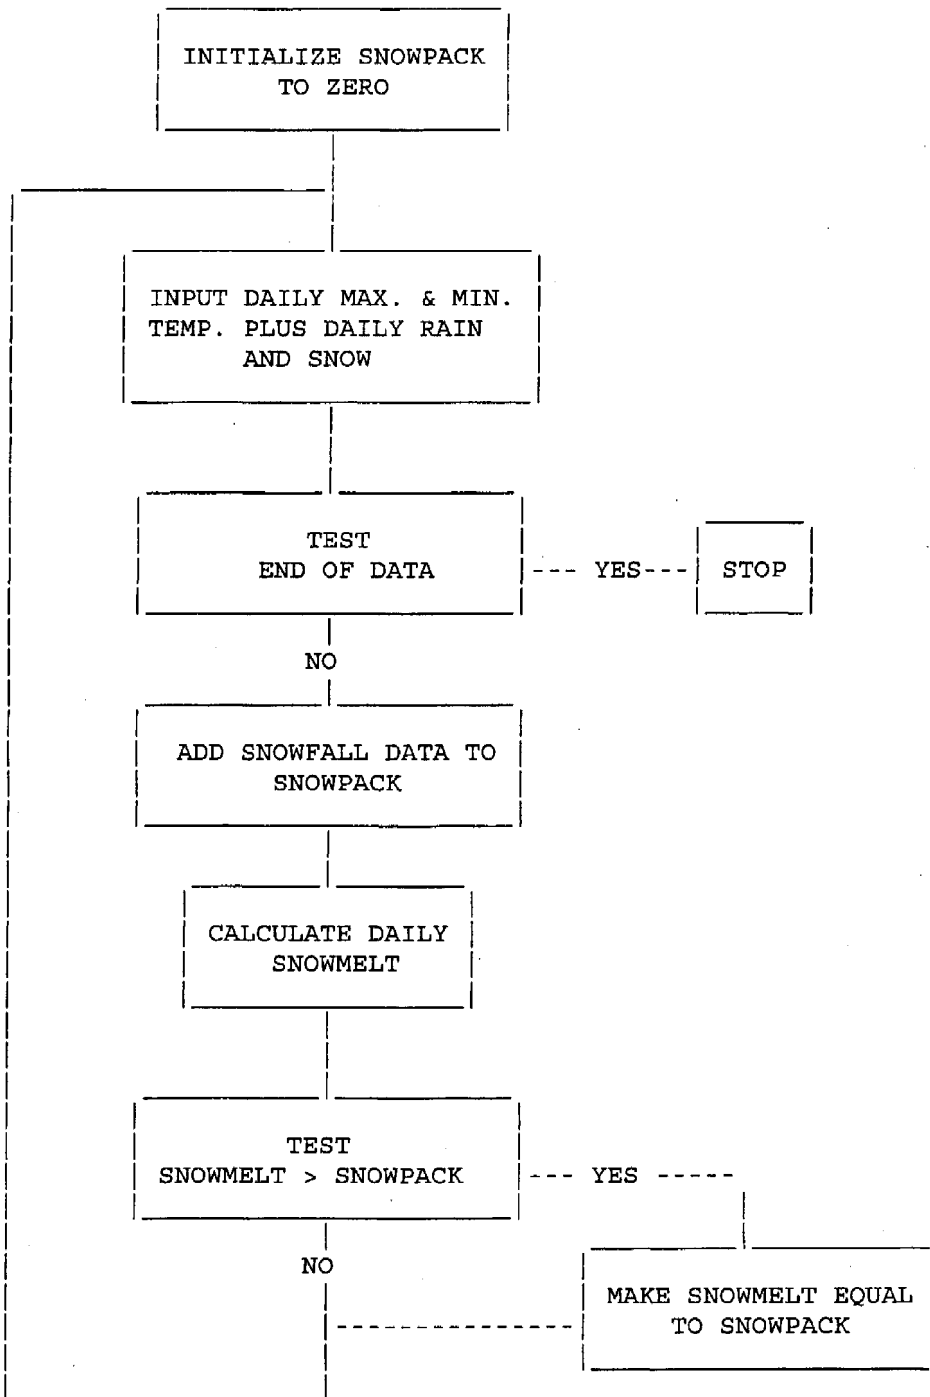 INITIALIZE SNOWPACK
TO ZERO
INPUT DAILY MAX. & MIN.
TEMP. PLUS DAILY RAIN
AND SNOW
TEST
END OF DATA
--- YES---
STOP
NO
ADD SNOWFALL DATA TO
SNOWPACK
CALCULATE DAILY
SNOWMELT
TEST
SNOWMELT > SNOWPACK
--- YES -----
NO
MAKE SNOWMELT EQUAL
TO SNOWPACK